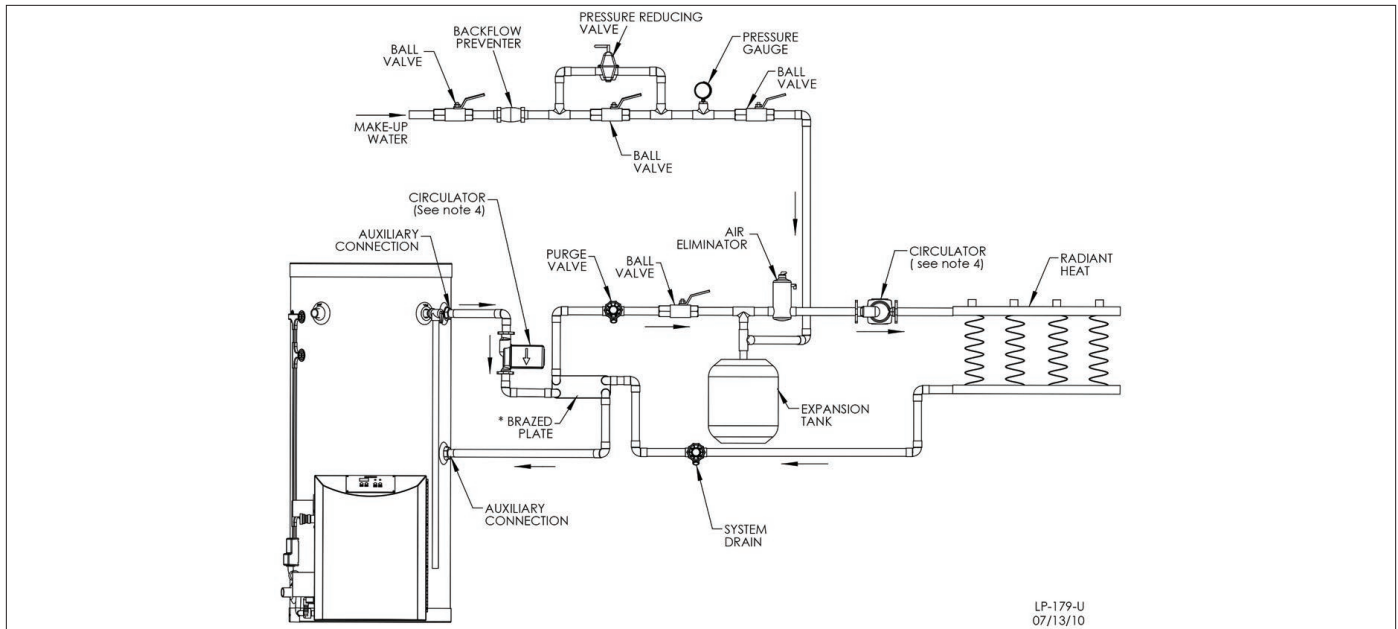 PRESSURE REDUCING
VALVE
BACKFLOW
PREVENTER
BALL
VALVE
PRESSURE
GAUGE
BALL
VALVE
MAKE-UP
WATER
BALL
VALVE
CIRCULATOR
(See note 4)
AUXILIARY
CONNECTION
PURGE
VALVE
BALL
VALVE
AIR
ELIMINATOR
CIRCULATOR
( see note 4)
RADIANT
HEAT
* BRAZED
PLATE
EXPANSION
TANK
AUXILIARY
CONNECTION
SYSTEM
DRAIN
LP-179-U
07/13/10